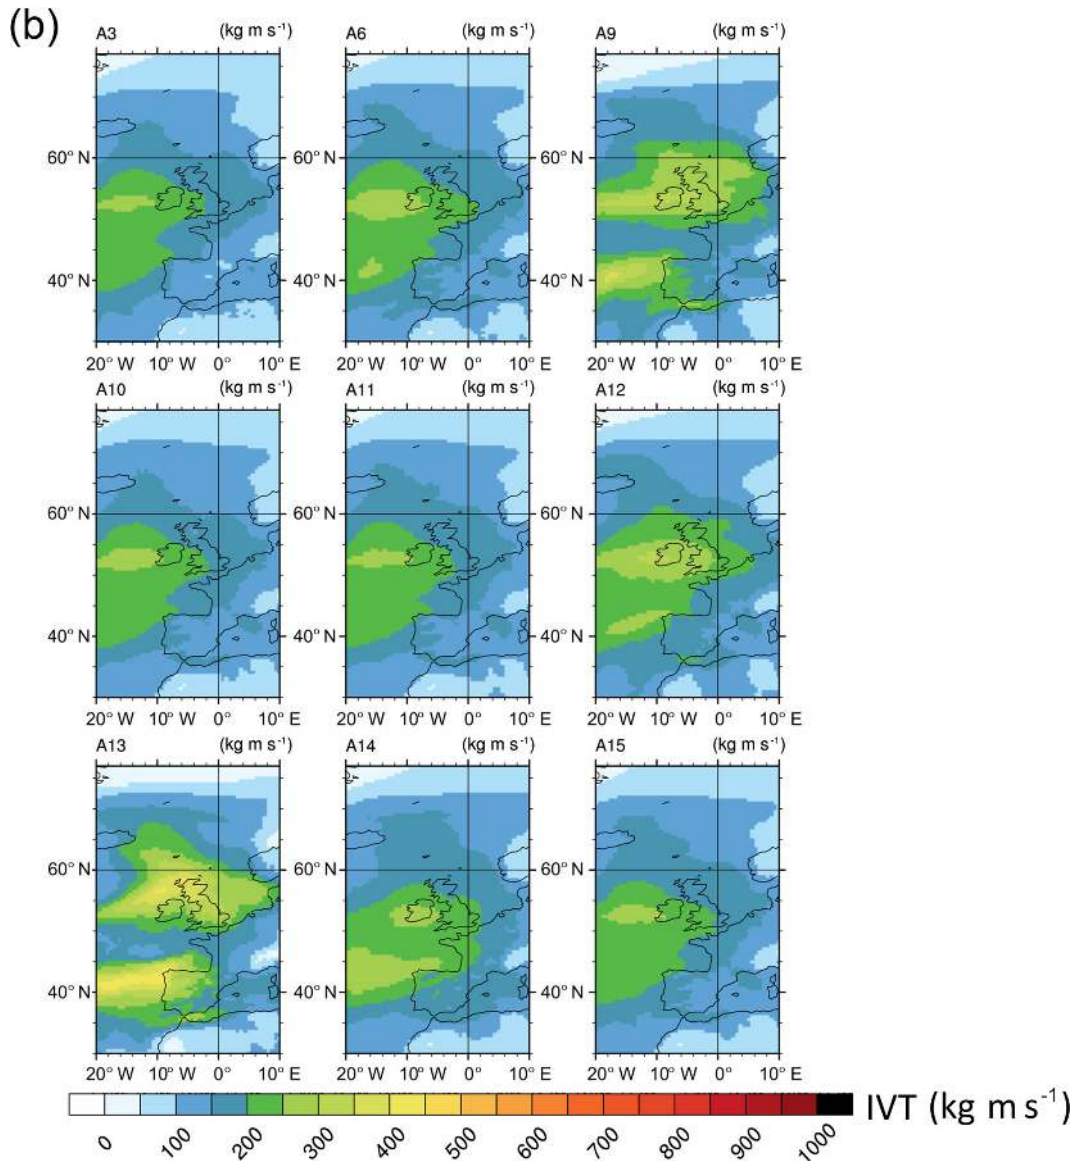 (b)
A3 (kg m s⁻¹) A6 (kg m s⁻¹) A9 (kg m s⁻¹)
60° N 60° N 60° N
40° N 40° N 40° N
20° W 10° W 0° 10° E 20° W 10° W 0° 10° E 20° W 10° W 0° 10° E
A10 (kg m s⁻¹) A11 (kg m s⁻¹) A12 (kg m s⁻¹)
60° N 60° N 60° N
40° N 40° N 40° N
20° W 10° W 0° 10° E 20° W 10° W 0° 10° E 20° W 10° W 0° 10° E
A13 (kg m s⁻¹) A14 (kg m s⁻¹) A15 (kg m s⁻¹)
60° N 60° N 60° N
40° N 40° N 40° N
20° W 10° W 0° 10° E 20° W 10° W 0° 10° E 20° W 10° W 0° 10° E
IVT (kg m s⁻¹)
0 100 200 300 400 500 600 700 800 900 1000